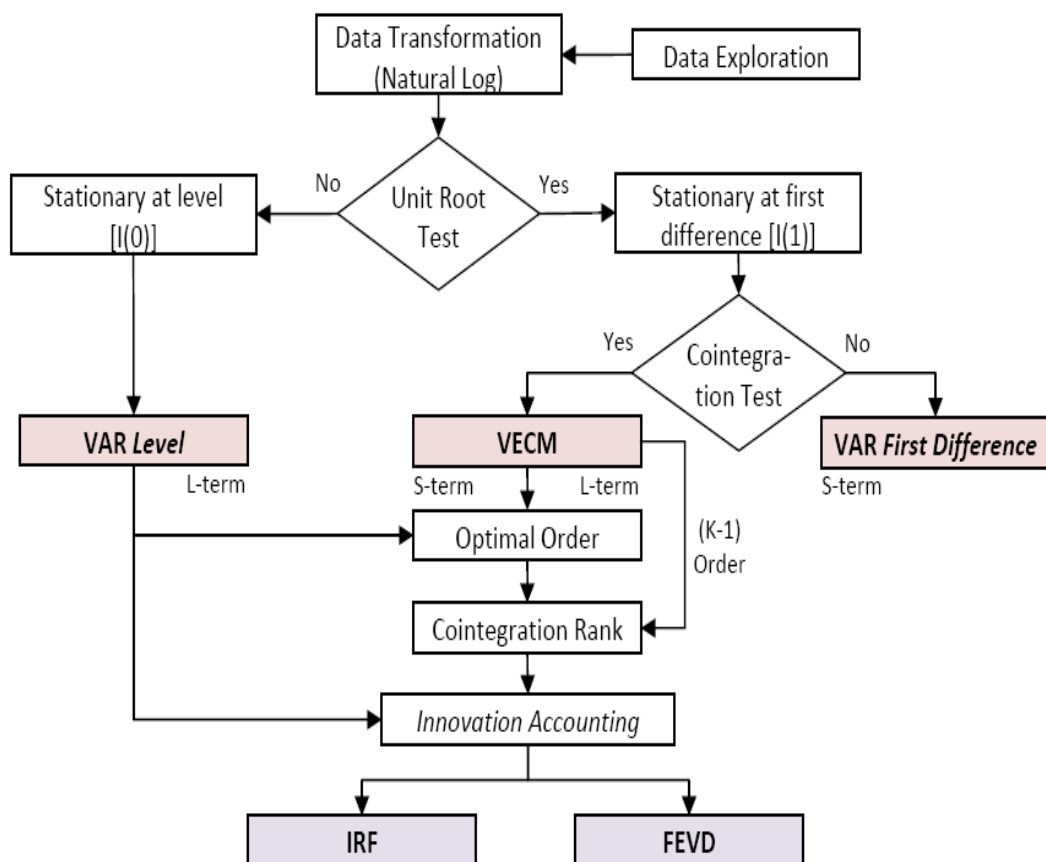 Data Transformation
(Natural Log)
Data Exploration
No
Unit Root
Test
Yes
Stationary at level
[I(0)]
Stationary at first
difference [I(1)]
Yes
Cointegra-
tion Test
No
VAR Level
VECM
VAR First Difference
L-term
S-term
L-term
S-term
Optimal Order
(K-1)
Order
Cointegration Rank
Innovation Accounting
IRF
FEVD